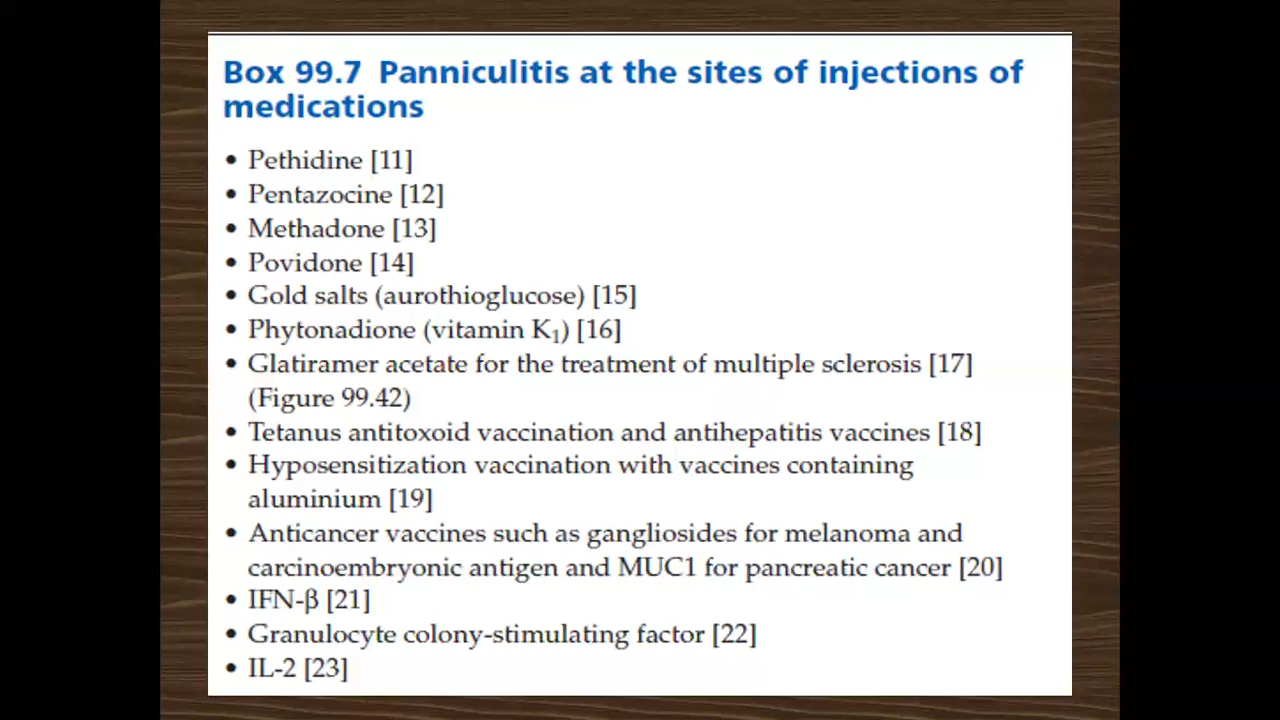 Box 99.7 Panniculitis at the sites of injections of
medications
• Pethidine [11]
• Pentazocine [12]
• Methadone [13]
• Povidone [14]
• Gold salts (aurothioglucose) [15]
• Phytonadione (vitamin K₁) [16]
• Glatiramer acetate for the treatment of multiple sclerosis [17]
(Figure 99.42)
• Tetanus antitoxoid vaccination and antihepatitis vaccines [18]
• Hyposensitization vaccination with vaccines containing
aluminium [19]
• Anticancer vaccines such as gangliosides for melanoma and
carcinoembryonic antigen and MUC1 for pancreatic cancer [20]
• IFN-β [21]
• Granulocyte colony-stimulating factor [22]
• IL-2 [23]